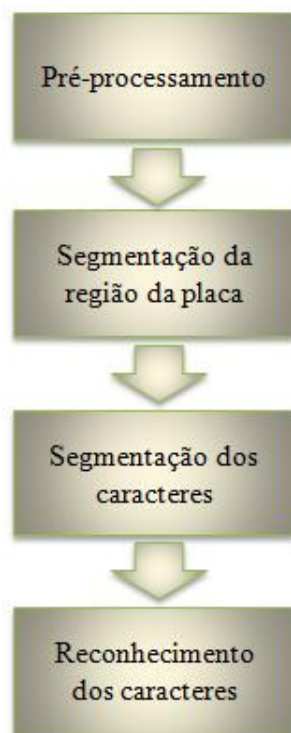 Pré-processamento
Segmentação da
região da placa
Segmentação dos
caracteres
Reconhecimento
dos caracteres